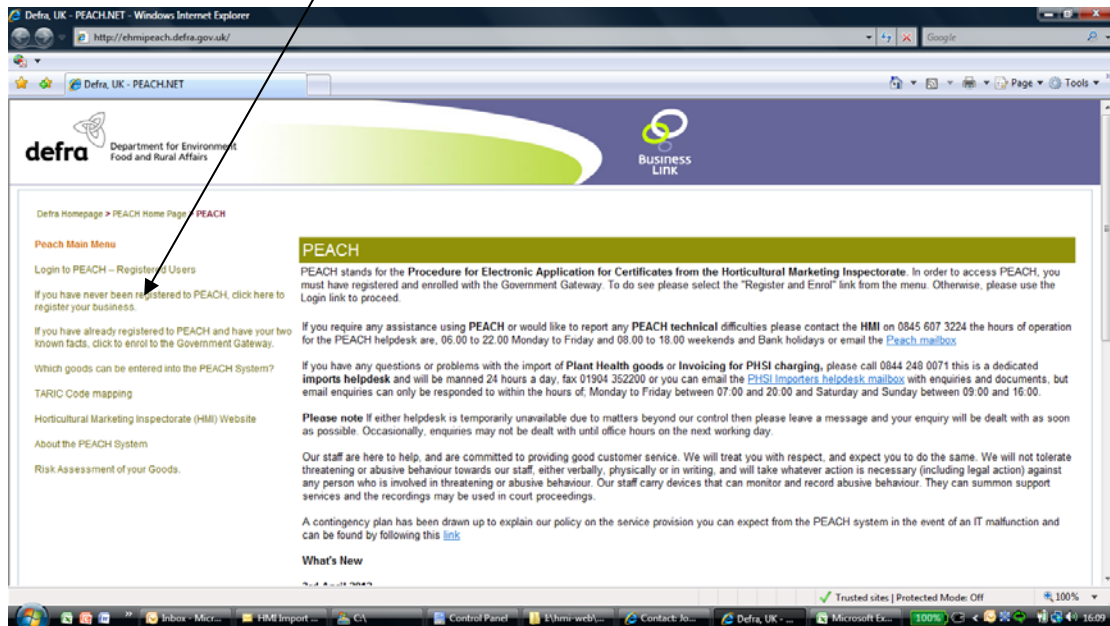 Defra, UK - PEACH.NET - Windows Internet Explorer
http://ehmipeach.defra.gov.uk/
Google
Defra, UK - PEACH.NET
Page
Tools
defra
Department for Environment
Food and Rural Affairs
Business
Link
Defra Homepage > PEACH Home Page > PEACH
Peach Main Menu
Login to PEACH – Registered Users
If you have never been registered to PEACH, click here to
register your business.
If you have already registered to PEACH and have your two
known facts, click to enrol to the Government Gateway.
Which goods can be entered into the PEACH System?
TARIC Code mapping
Horticultural Marketing Inspectorate (HMI) Website
About the PEACH System
Risk Assessment of your Goods.
PEACH
PEACH stands for the Procedure for Electronic Application for Certificates from the Horticultural Marketing Inspectorate. In order to access PEACH, you
must have registered and enrolled with the Government Gateway. To do see please select the "Register and Enrol" link from the menu. Otherwise, please use the
Login link to proceed.
If you require any assistance using PEACH or would like to report any PEACH technical difficulties please contact the HMI on 0845 607 3224 the hours of operation
for the PEACH helpdesk are, 06.00 to 22.00 Monday to Friday and 08.00 to 18.00 weekends and Bank holidays or email the Peach mailbox
If you have any questions or problems with the import of Plant Health goods or Invoicing for PHSI charging, please call 0844 248 0071 this is a dedicated
imports helpdesk and will be manned 24 hours a day, fax 01904 352200 or you can email the PHSI Importers helpdesk mailbox with enquiries and documents, but
email enquiries can only be responded to within the hours of; Monday to Friday between 07:00 and 20:00 and Saturday and Sunday between 09:00 and 16:00.
Please note If either helpdesk is temporarily unavailable due to matters beyond our control then please leave a message and your enquiry will be dealt with as soon
as possible. Occasionally, enquiries may not be dealt with until office hours on the next working day.
Our staff are here to help, and are committed to providing good customer service. We will treat you with respect, and expect you to do the same. We will not tolerate
threatening or abusive behaviour towards our staff, either verbally, physically or in writing, and will take whatever action is necessary (including legal action) against
any person who is involved in threatening or abusive behaviour. Our staff carry devices that can monitor and record abusive behaviour. They can summon support
services and the recordings may be used in court proceedings.
A contingency plan has been drawn up to explain our policy on the service provision you can expect from the PEACH system in the event of an IT malfunction and
can be found by following this link
What's New
Trusted sites | Protected Mode: Off
100%
Inbox - Micr...
HMI Import ...
C:\
Control Panel
I:\hmi-web\...
Contact: Jo...
Defra, UK - ...
Microsoft Ex...
100%
16:09